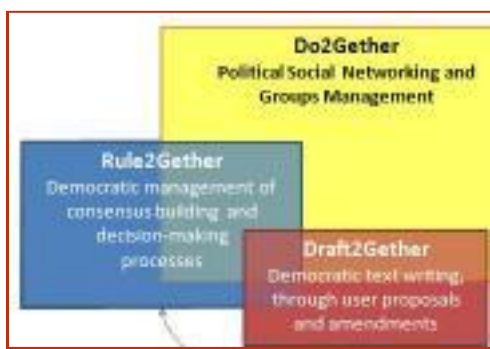 Do2Gether
Political Social Networking and
Groups Management
Rule2Gether
Democratic management of
consensus building and
decision-making
processes
Draft2Gether
Democratic text writing,
through user proposals
and amendments